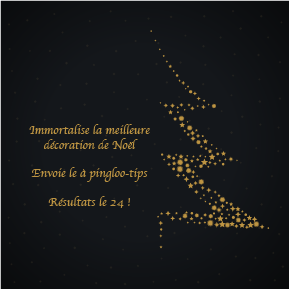 Immortalise la meilleure
décoration de Noël
Envoie le à pingloo-tips
Résultats le 24 !